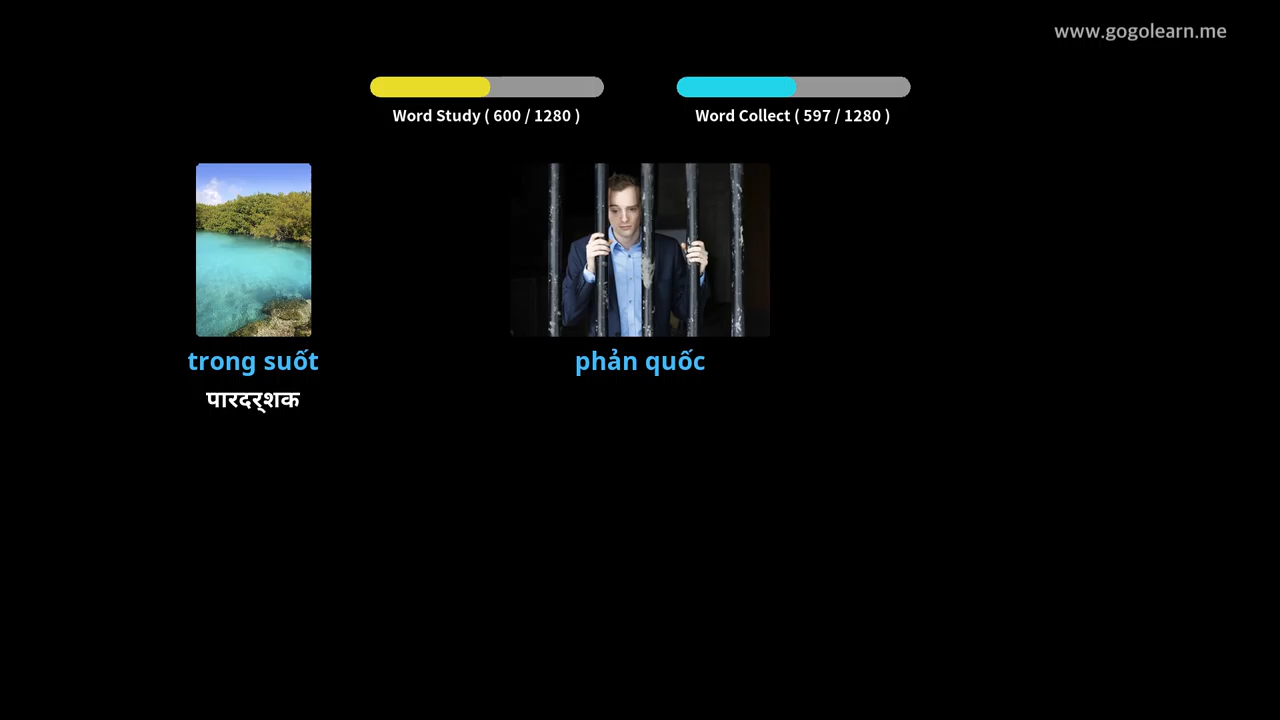 www.gogolearn.me
Word Study ( 600 / 1280 )
Word Collect ( 597 / 1280 )
trong suốt
phản quốc
पारदर्शक